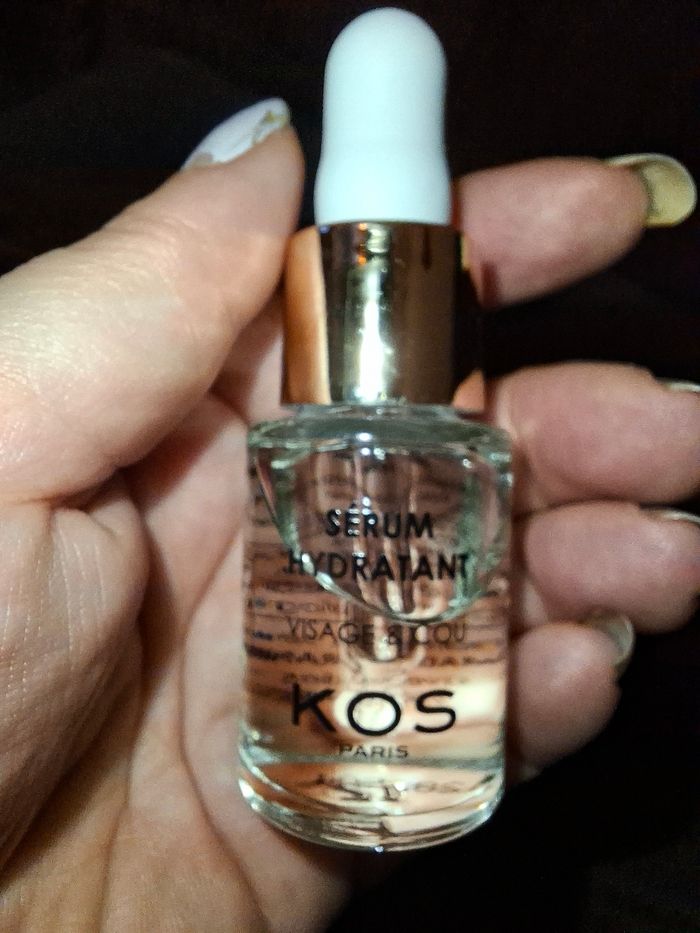 SÉRUM
HYDRATANT
VISAGE & COU
KOS
PARIS